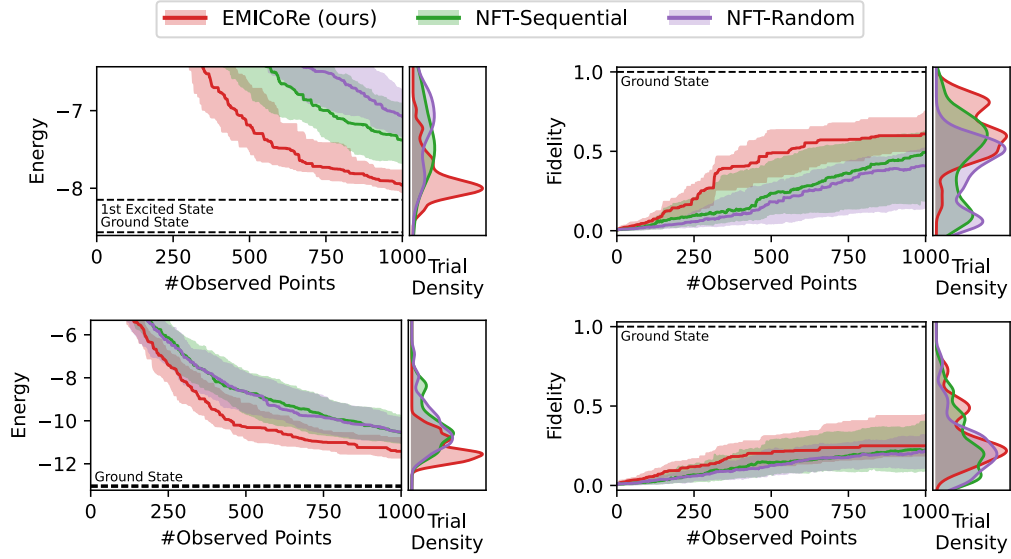 EMICoRe (ours) NFT-Sequential NFT-Random
Energy
−7
−8
1st Excited State
Ground State
0 250 500 750 1000
#Observed Points
Trial
Density
Fidelity
1.0
0.5
0.0
Ground State
0 250 500 750 1000
#Observed Points
Trial
Density
Energy
−6
−8
−10
−12
Ground State
0 250 500 750 1000
#Observed Points
Trial
Density
Fidelity
1.0
0.5
0.0
Ground State
0 250 500 750 1000
#Observed Points
Trial
Density